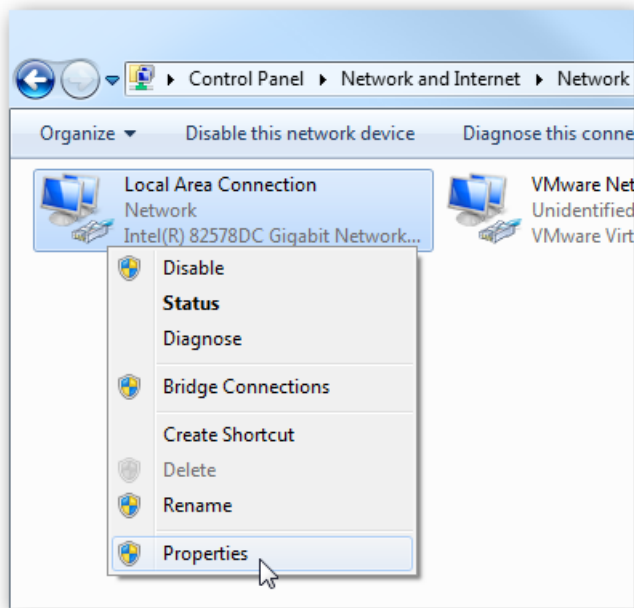 Control Panel Network and Internet Network
Organize Disable this network device Diagnose this conne
Local Area Connection
Network
Intel(R) 82578DC Gigabit Network...
VMware Net
Unidentified
VMware Virt
Disable
Status
Diagnose
Bridge Connections
Create Shortcut
Delete
Rename
Properties